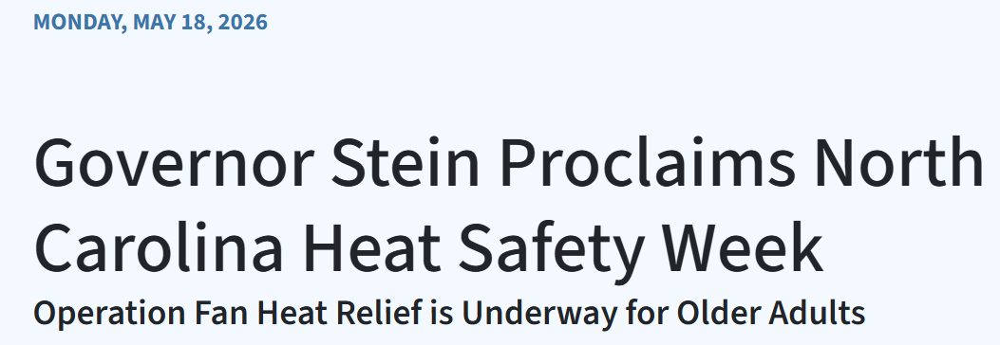 MONDAY, MAY 18, 2026
Governor Stein Proclaims North
Carolina Heat Safety Week
Operation Fan Heat Relief is Underway for Older Adults